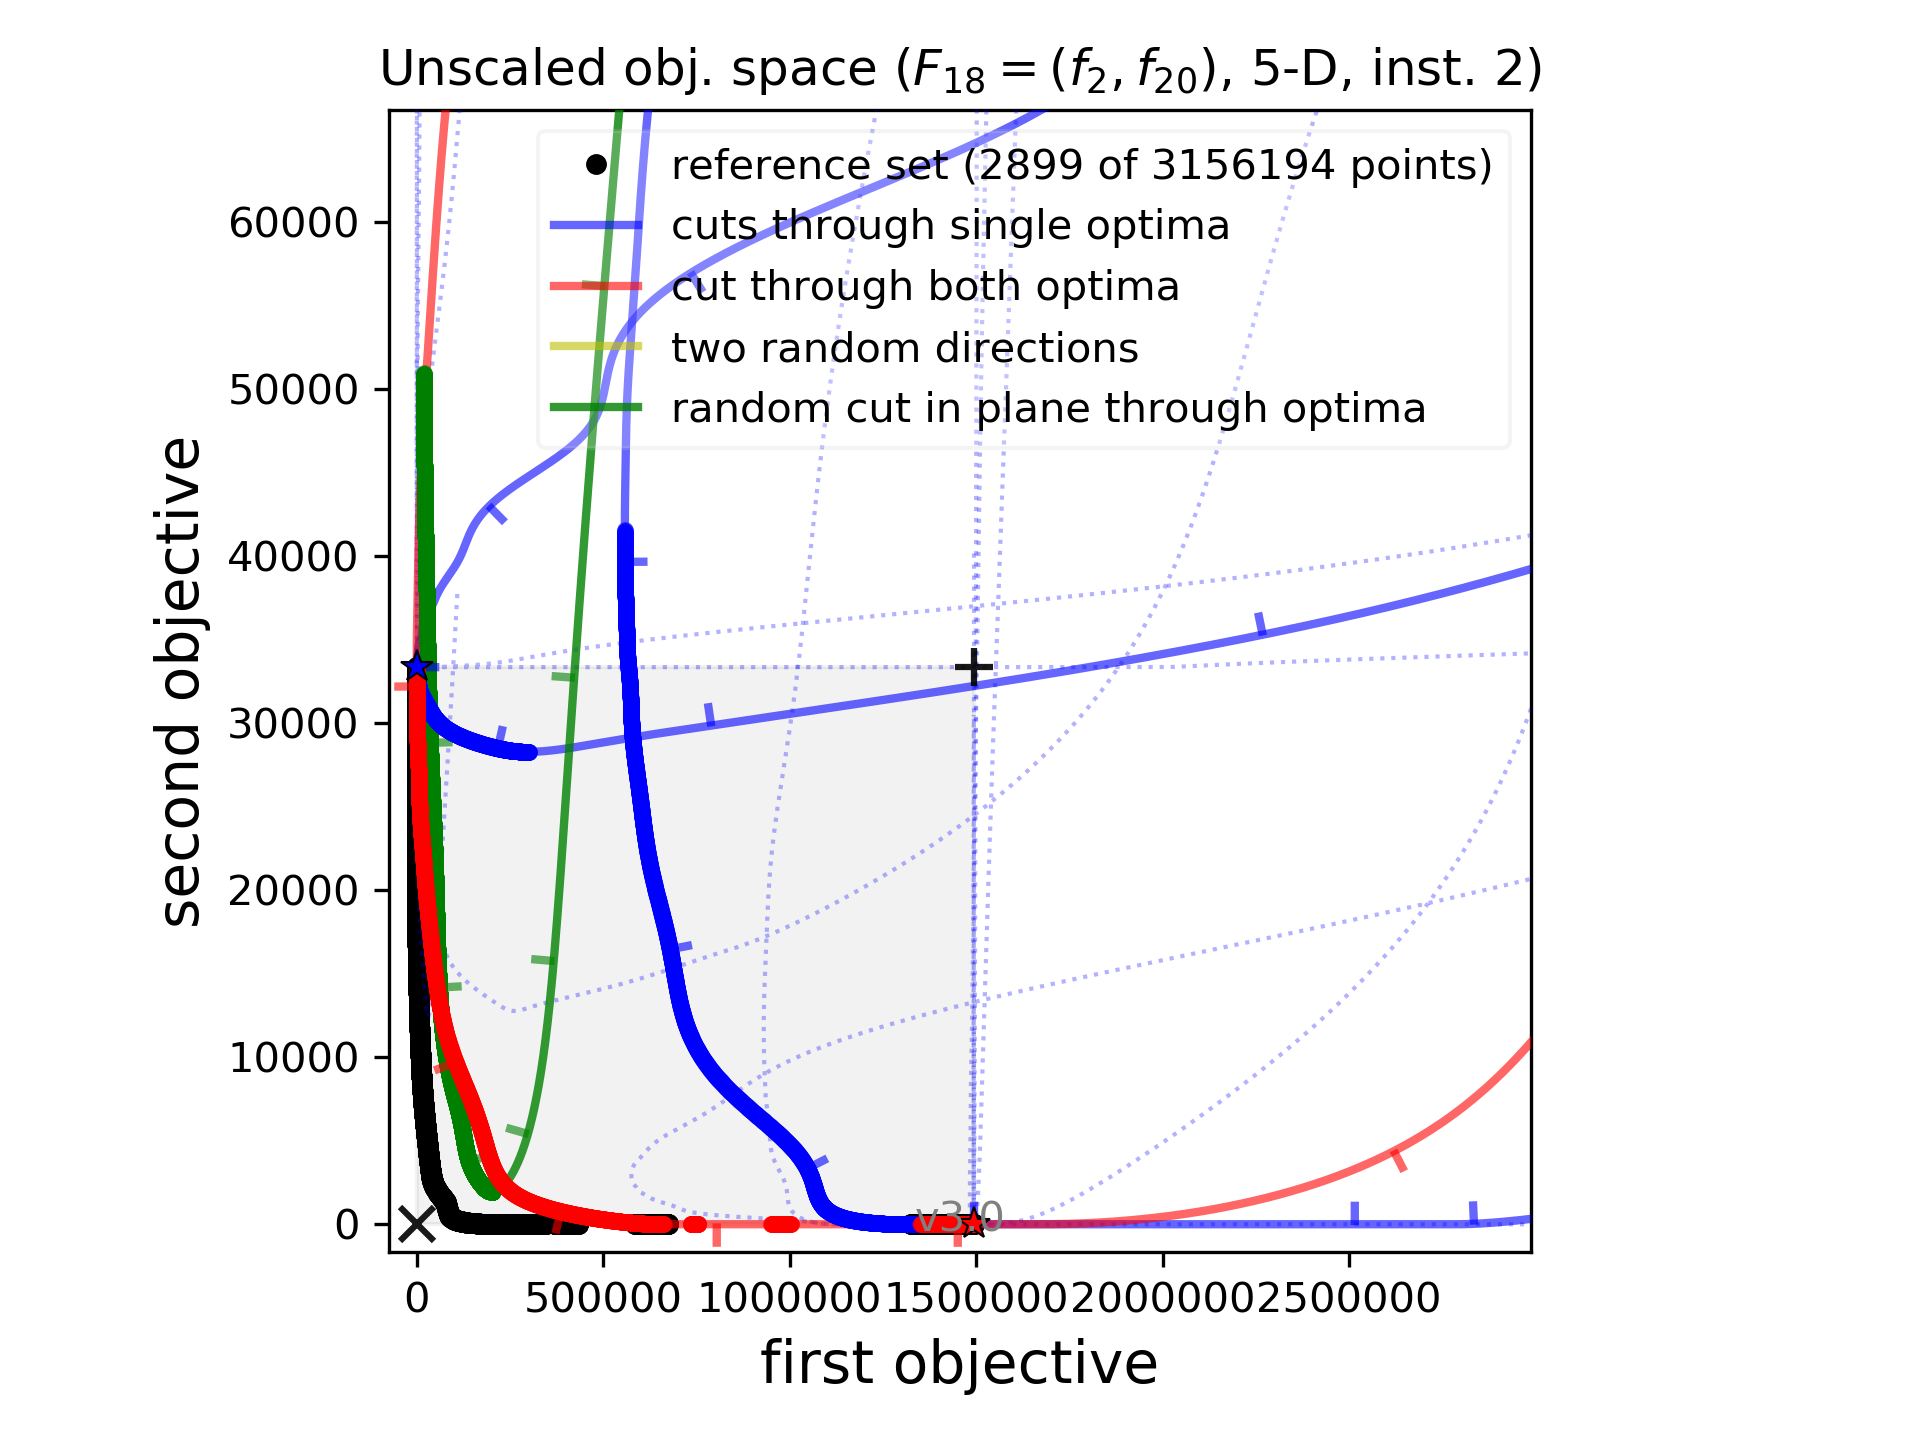 Unscaled obj. space (F18 = (f2, f20), 5-D, inst. 2)
reference set (2899 of 3156194 points)
cuts through single optima
cut through both optima
two random directions
random cut in plane through optima
second objective
60000
50000
40000
30000
20000
10000
0
v3.0
0 500000 1000000 1500000 2000000 2500000
first objective